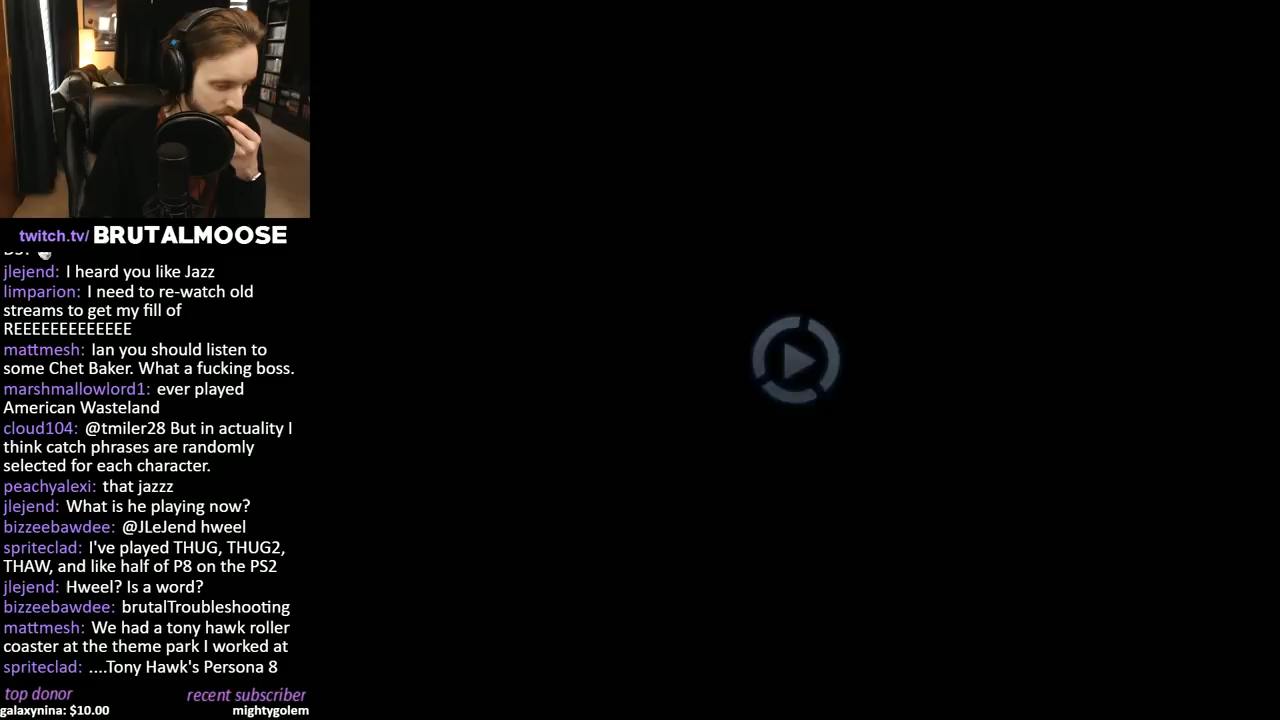 twitch.tv/ BRUTALMOOSE
jlejend: I heard you like Jazz
limparion: I need to re-watch old
streams to get my fill of
REEEEEEEEEEEEE
mattmesh: Ian you should listen to
some Chet Baker. What a fucking boss.
marshmallowlord1: ever played
American Wasteland
cloud104: @tmiler28 But in actuality I
think catch phrases are randomly
selected for each character.
peachyalexi: that jazzz
jlejend: What is he playing now?
bizzeebawdee: @JLeJend hweel
spriteclad: I've played THUG, THUG2,
THAW, and like half of P8 on the PS2
jlejend: Hweel? Is a word?
bizzeebawdee: brutalTroubleshooting
mattmesh: We had a tony hawk roller
coaster at the theme park I worked at
spriteclad: ....Tony Hawk's Persona 8
top donor recent subscriber
galaxynina: $10.00 mightygolem